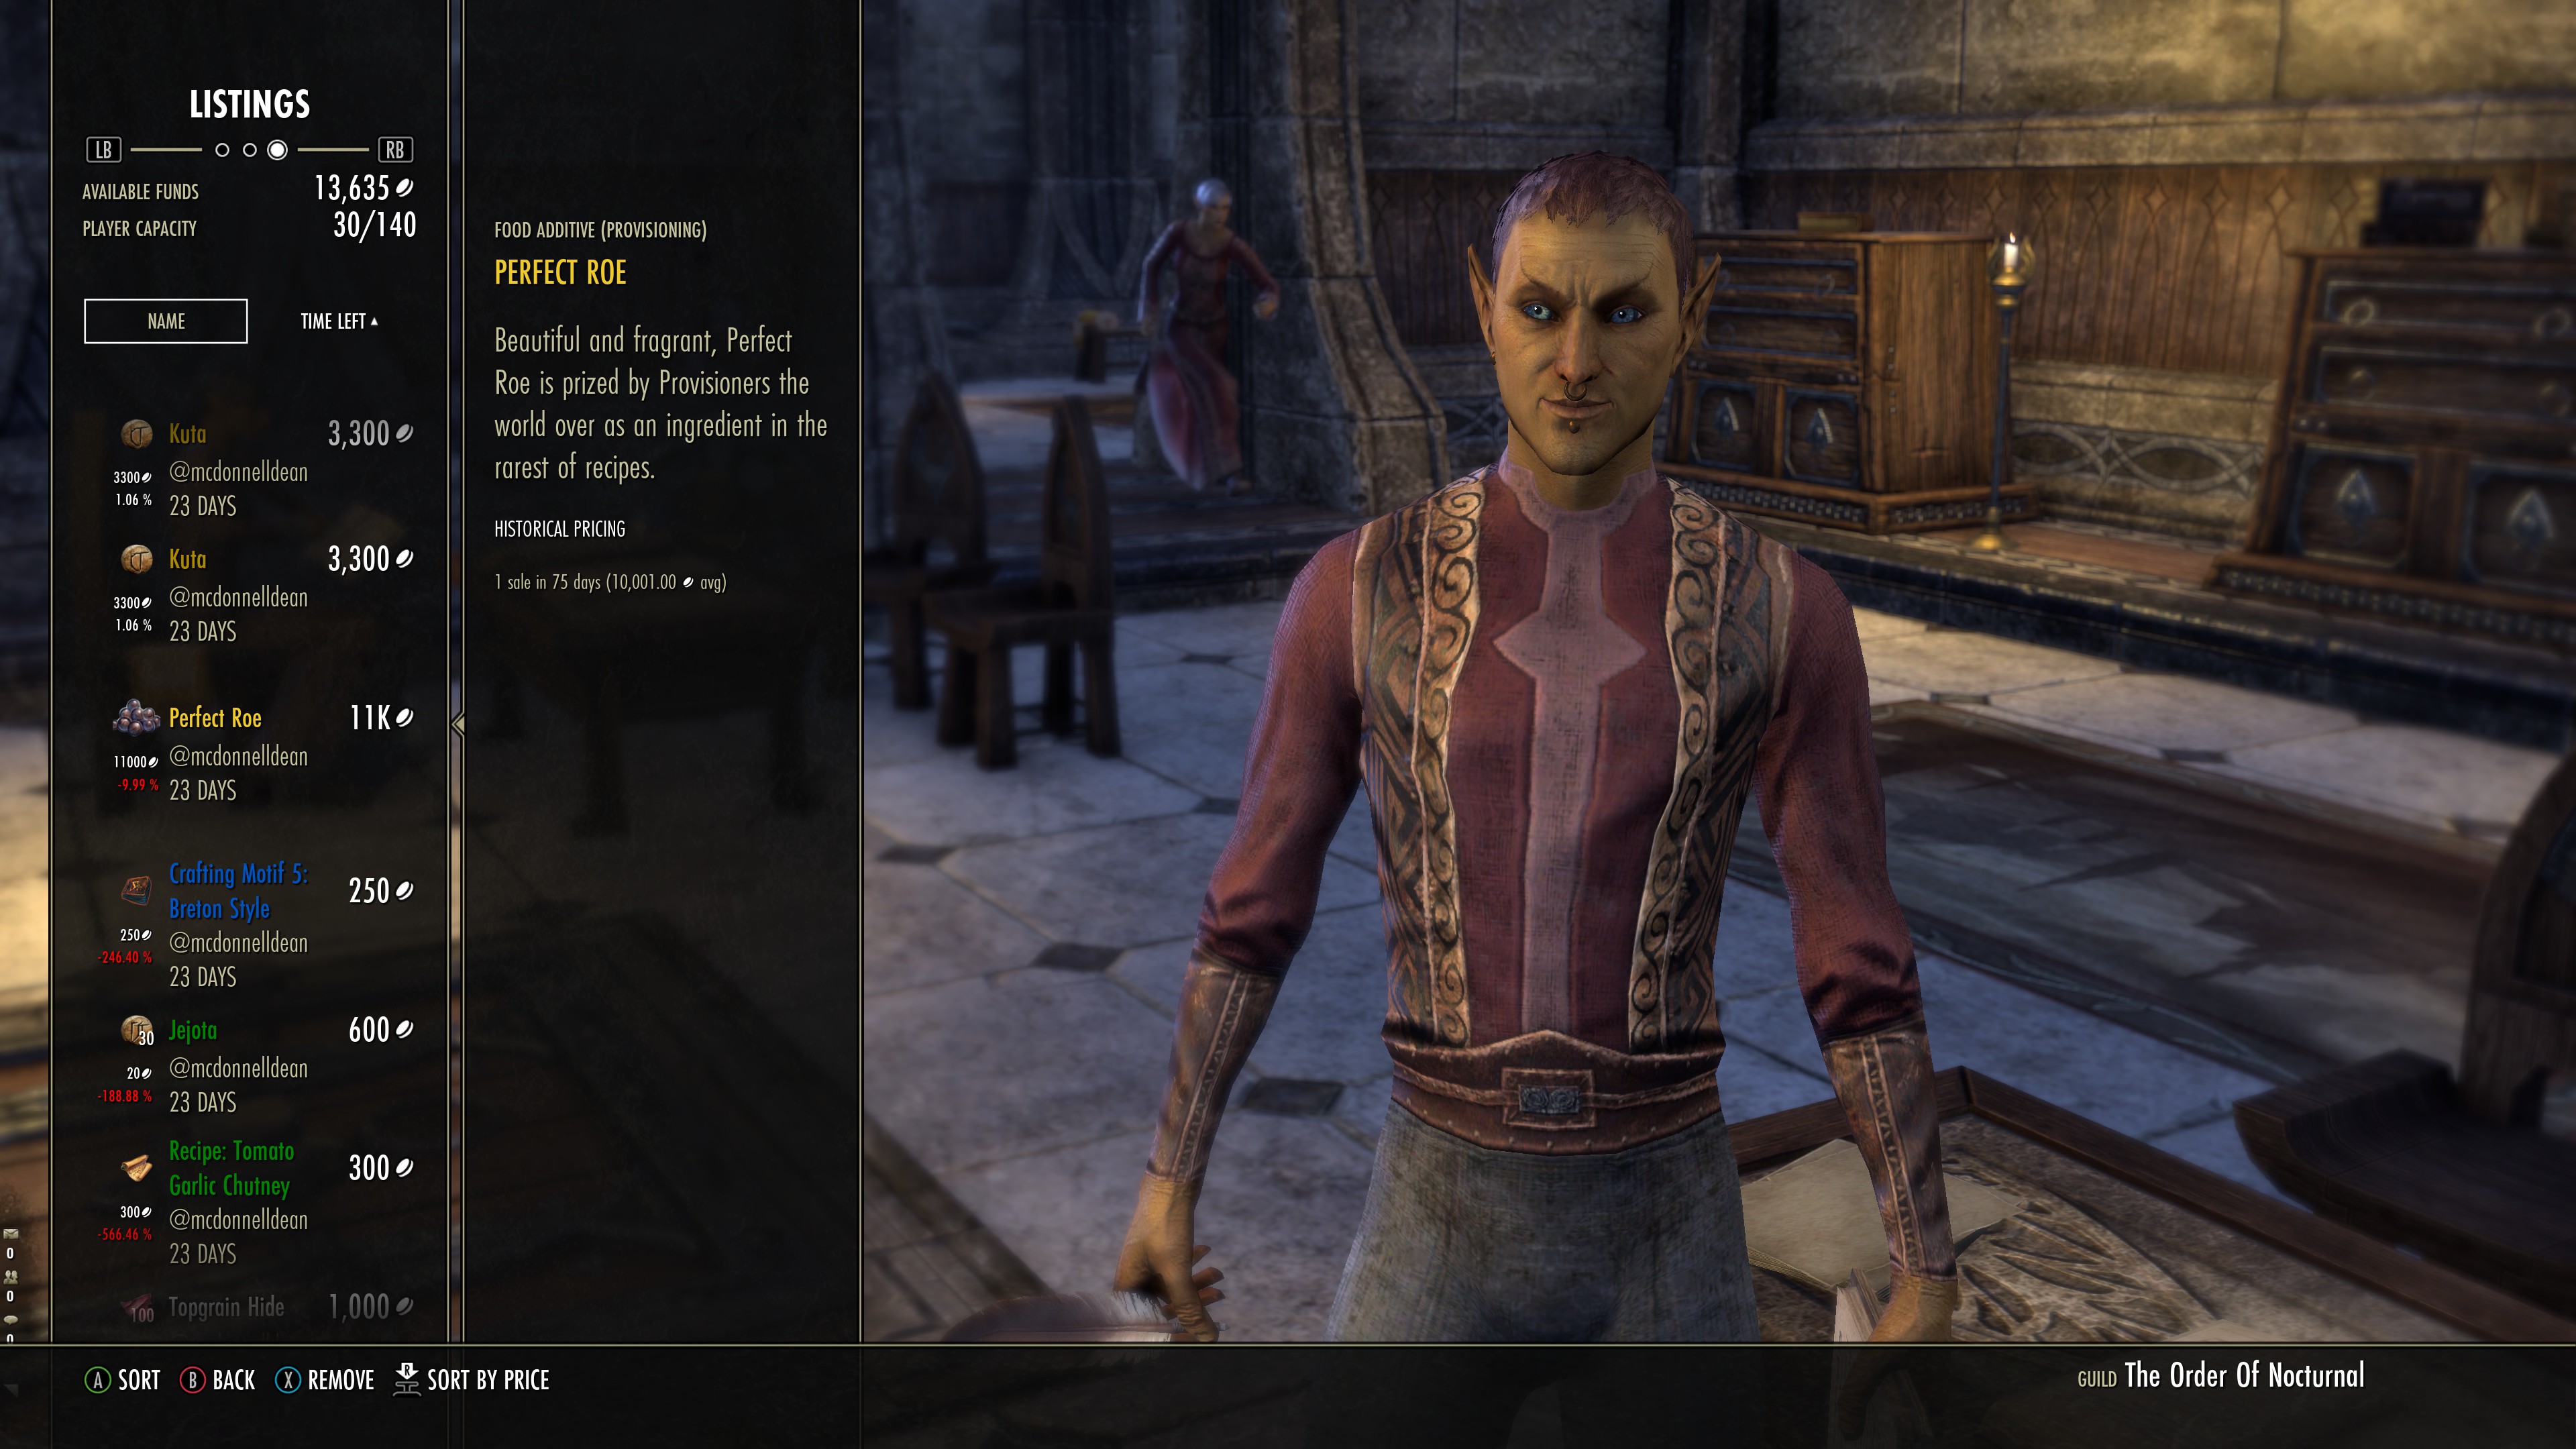 LISTINGS
LB RB
AVAILABLE FUNDS 13,635
PLAYER CAPACITY 30/140
NAME TIME LEFT
Kuta 3,300
@mcdonnelldean
3300
1.06 %
23 DAYS
Kuta 3,300
@mcdonnelldean
3300
1.06 %
23 DAYS
Perfect Roe 11K
@mcdonnelldean
11000
-9.99 %
23 DAYS
Crafting Motif 5:
Breton Style
250
@mcdonnelldean
250
-246.40 %
23 DAYS
30 Jejota 600
@mcdonnelldean
20
-188.88 %
23 DAYS
Recipe: Tomato
Garlic Chutney
300
@mcdonnelldean
300
-566.46 %
23 DAYS
100 Topgrain Hide 1,000
FOOD ADDITIVE (PROVISIONING)
PERFECT ROE
Beautiful and fragrant, Perfect
Roe is prized by Provisioners the
world over as an ingredient in the
rarest of recipes.
HISTORICAL PRICING
1 sale in 75 days (10,001.00 avg)
0
0
0
A SORT B BACK X REMOVE R SORT BY PRICE
GUILD The Order Of Nocturnal